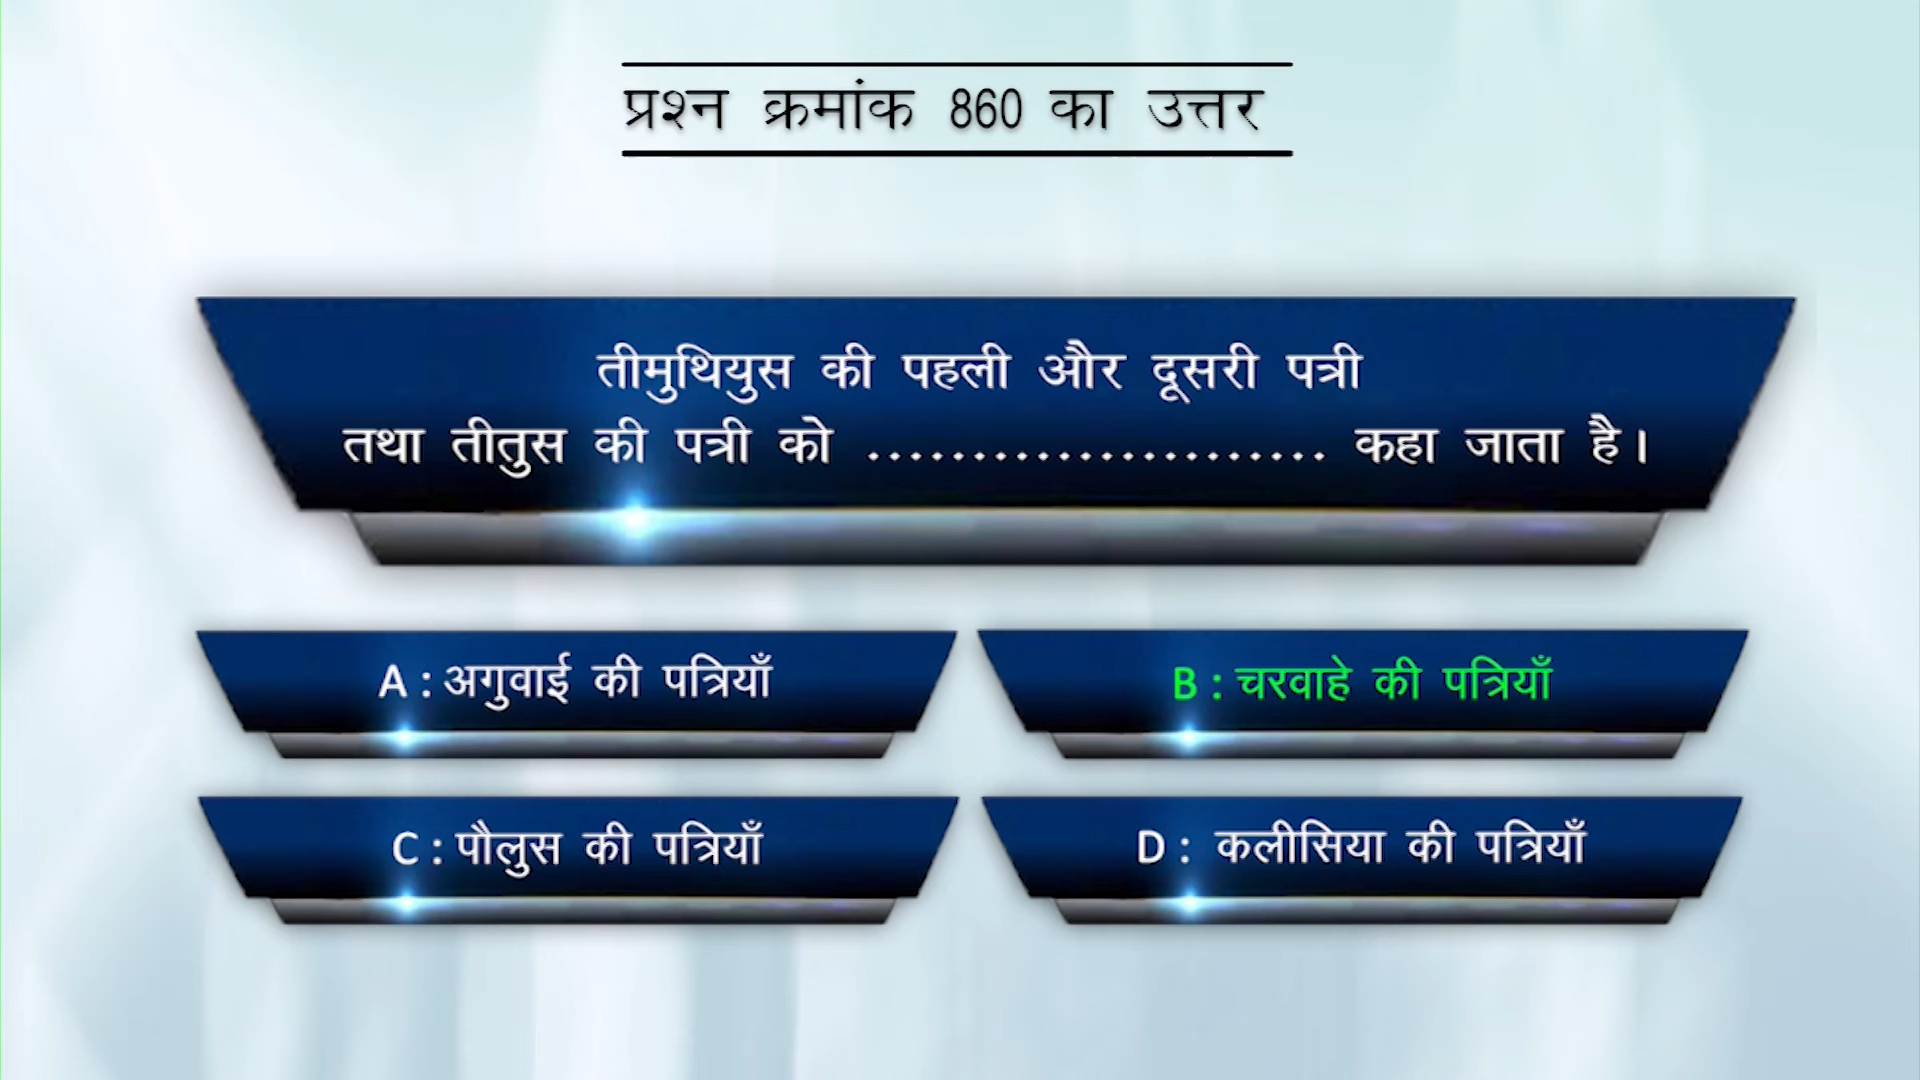 प्रश्न क्रमांक 860 का उत्तर
तीमुथियुस की पहली और दूसरी पत्री
तथा तीतुस की पत्री को ....................... कहा जाता है।
A : अगुवाई की पत्रियाँ
B : चरवाहे की पत्रियाँ
C : पौलुस की पत्रियाँ
D : कलीसिया की पत्रियाँ